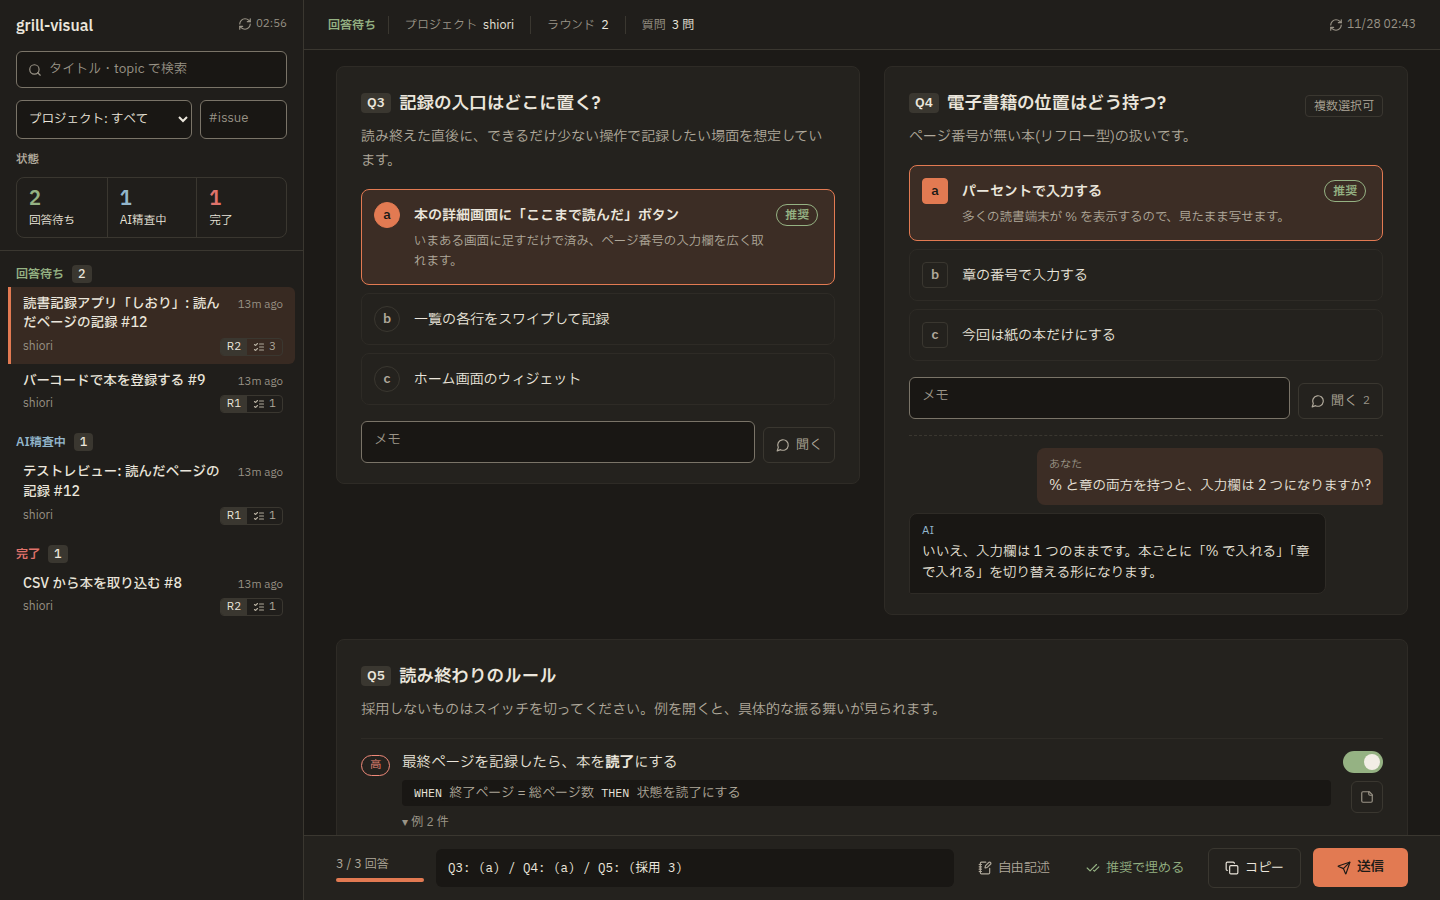 grill-visual
02:56
タイトル・topic で検索
プロジェクト: すべて
#issue
状態
2
回答待ち
1
AI精査中
1
完了
回答待ち 2
読書記録アプリ「しおり」: 読ん
だページの記録 #12
13m ago
shiori
R2 3
バーコードで本を登録する #9
13m ago
shiori
R1 1
AI精査中 1
テストレビュー: 読んだページの
記録 #12
13m ago
shiori
R1 1
完了 1
CSV から本を取り込む #8
13m ago
shiori
R2 1
回答待ち
プロジェクト shiori
ラウンド 2
質問 3 問
11/28 02:43
Q3 記録の入口はどこに置く?
読み終えた直後に、できるだけ少ない操作で記録したい場面を想定してい
ます。
a 本の詳細画面に「ここまで読んだ」ボタン
推奨
いまある画面に足すだけで済み、ページ番号の入力欄を広く取
れます。
b 一覧の各行をスワイプして記録
c ホーム画面のウィジェット
メモ
聞く
Q4 電子書籍の位置はどう持つ?
複数選択可
ページ番号が無い本(リフロー型)の扱いです。
a パーセントで入力する
推奨
多くの読書端末が % を表示するので、見たまま写せます。
b 章の番号で入力する
c 今回は紙の本だけにする
メモ
聞く 2
あなた
% と章の両方を持つと、入力欄は 2 つになりますか?
AI
いいえ、入力欄は 1 つのままです。本ごとに「% で入れる」「章
で入れる」を切り替える形になります。
Q5 読み終わりのルール
採用しないものはスイッチを切ってください。例を開くと、具体的な振る舞いが見られます。
高
最終ページを記録したら、本を読了にする
WHEN 終了ページ = 総ページ数 THEN 状態を読了にする
▾ 例 2 件
3 / 3 回答
Q3: (a) / Q4: (a) / Q5: (採用 3)
自由記述
推奨で埋める
コピー
送信